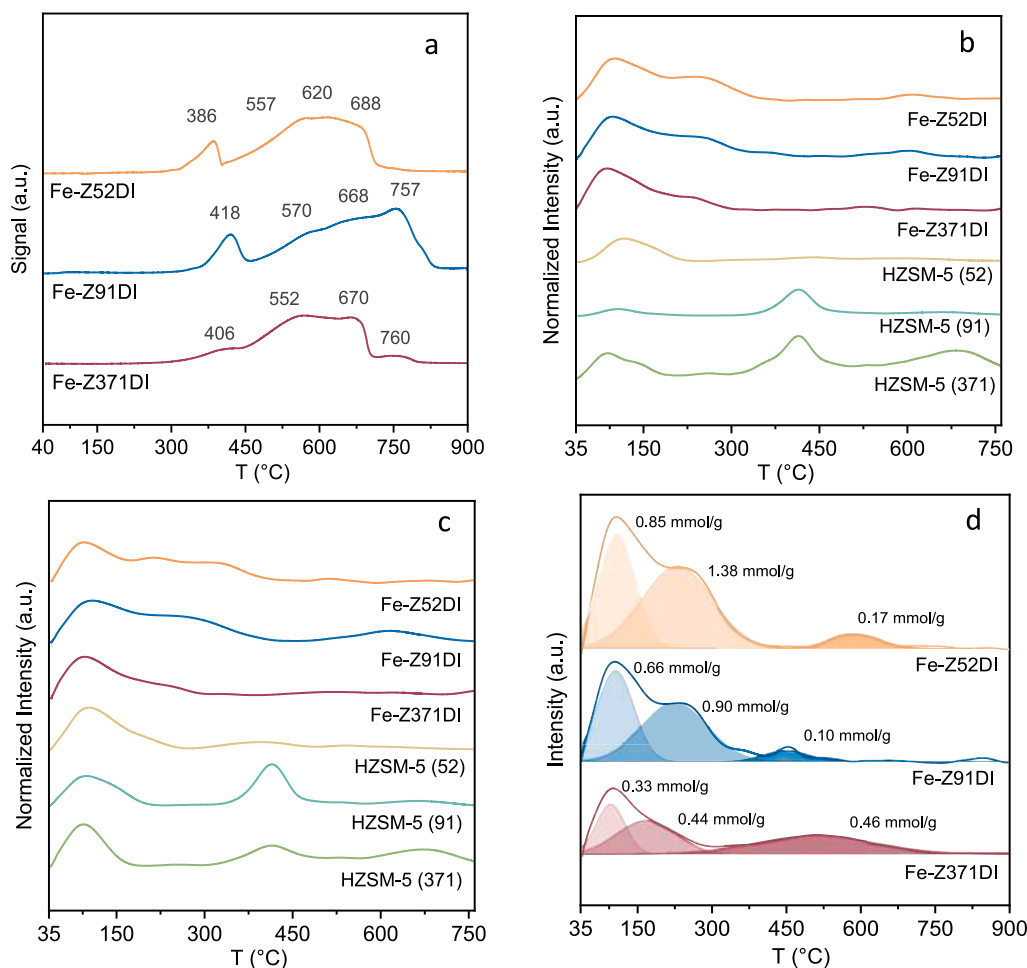 a
386
557
620
688
Fe-Z52DI
418
570
668
757
Fe-Z91DI
406
552
670
760
Fe-Z371DI
Signal (a.u.)
40 150 300 450 600 750 900
T (°C)
b
Fe-Z52DI
Fe-Z91DI
Fe-Z371DI
HZSM-5 (52)
HZSM-5 (91)
HZSM-5 (371)
Normalized Intensity (a.u.)
35 150 300 450 600 750
T (°C)
c
Fe-Z52DI
Fe-Z91DI
Fe-Z371DI
HZSM-5 (52)
HZSM-5 (91)
HZSM-5 (371)
Normalized Intensity (a.u.)
35 150 300 450 600 750
T (°C)
d
0.85 mmol/g
1.38 mmol/g
0.17 mmol/g
Fe-Z52DI
0.66 mmol/g
0.90 mmol/g
0.10 mmol/g
Fe-Z91DI
0.33 mmol/g
0.44 mmol/g
0.46 mmol/g
Fe-Z371DI
Intensity (a.u.)
35 150 300 450 600 750 900
T (°C)